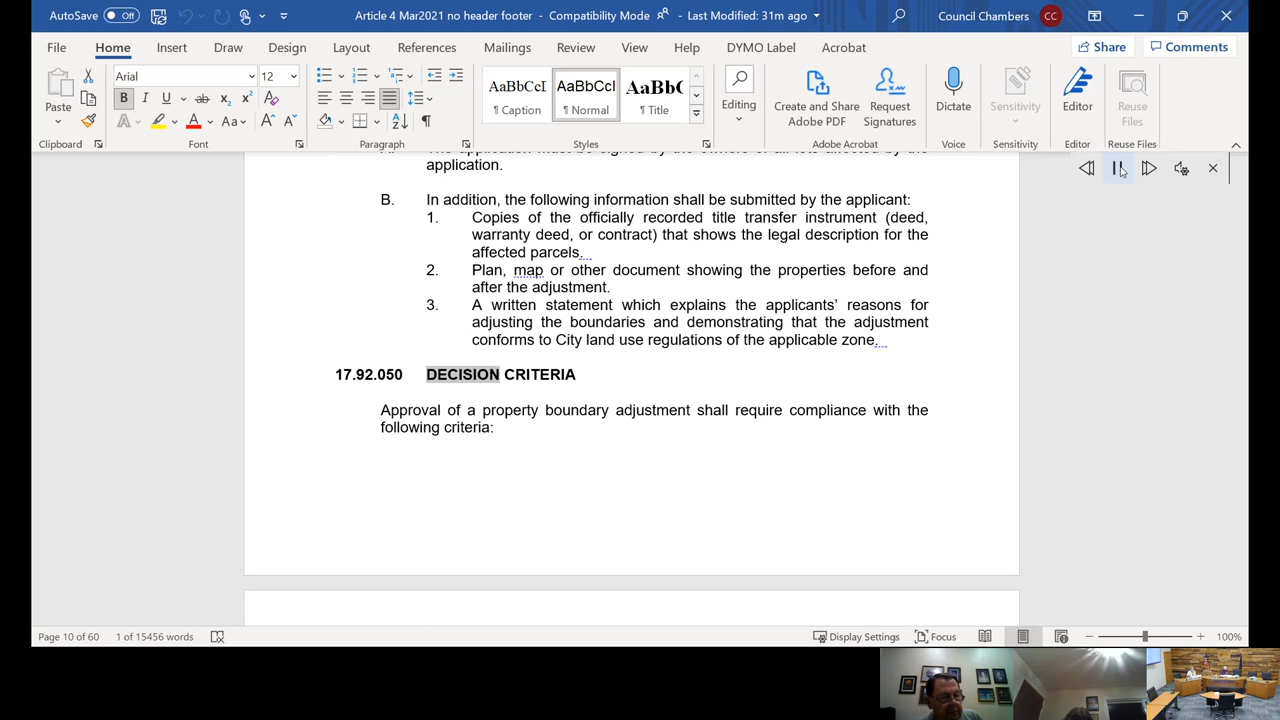 AutoSave Off Article 4 Mar2021 no header footer - Compatibility Mode - Last Modified: 31m ago Council Chambers CC
File Home Insert Draw Design Layout References Mailings Review View Help DYMO Label Acrobat Share Comments
Paste Arial 12 AaBbCcI AaBbCcI AaBb( Editing Create and Share Adobe PDF Request Signatures Dictate Sensitivity Editor Reuse Files
¶ Caption ¶ Normal ¶ Title
Clipboard Font Paragraph Styles Adobe Acrobat Voice Sensitivity Editor Reuse Files
application.
B. In addition, the following information shall be submitted by the applicant:
1. Copies of the officially recorded title transfer instrument (deed,
warranty deed, or contract) that shows the legal description for the
affected parcels.
2. Plan, map or other document showing the properties before and
after the adjustment.
3. A written statement which explains the applicants' reasons for
adjusting the boundaries and demonstrating that the adjustment
conforms to City land use regulations of the applicable zone.
17.92.050 DECISION CRITERIA
Approval of a property boundary adjustment shall require compliance with the
following criteria:
Page 10 of 60 1 of 15456 words Display Settings Focus 100%